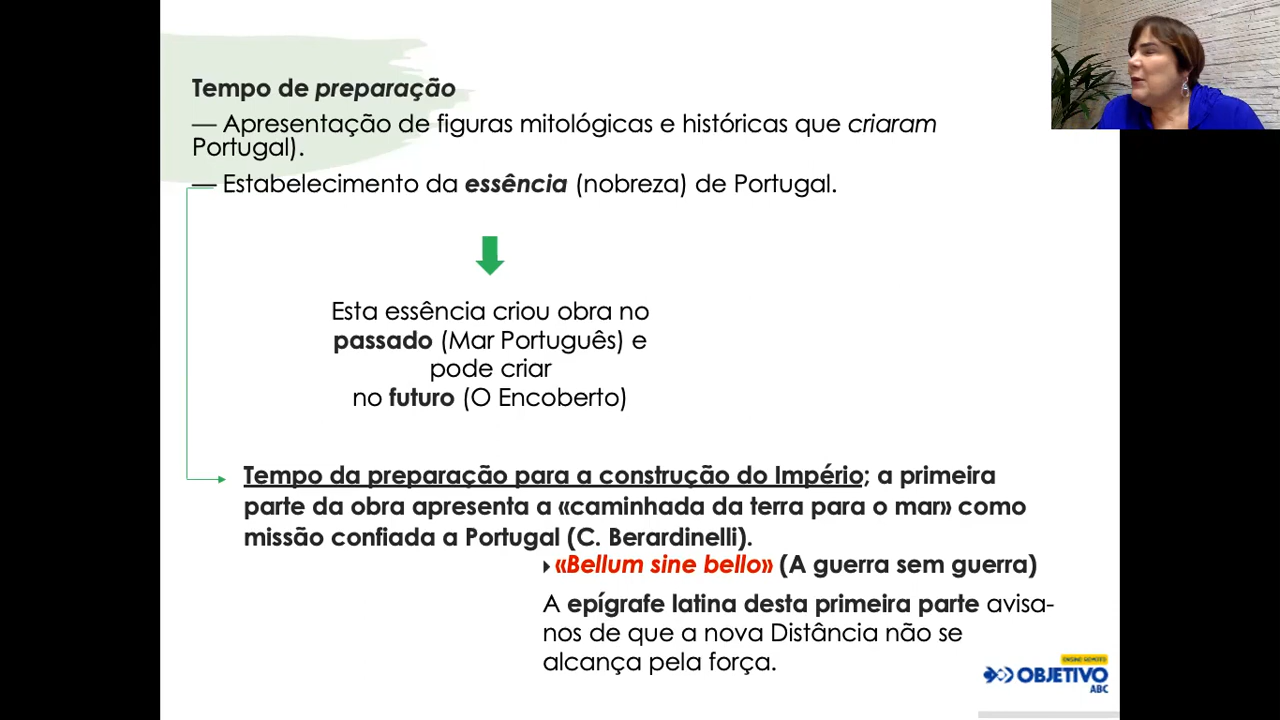 Tempo de preparação
— Apresentação de figuras mitológicas e históricas que criaram
Portugal).
— Estabelecimento da essência (nobreza) de Portugal.
Esta essência criou obra no
passado (Mar Português) e
pode criar
no futuro (O Encoberto)
Tempo da preparação para a construção do Império; a primeira
parte da obra apresenta a «caminhada da terra para o mar» como
missão confiada a Portugal (C. Berardinelli).
«Bellum sine bello» (A guerra sem guerra)
A epígrafe latina desta primeira parte avisa-
nos de que a nova Distância não se
alcança pela força.
ENSINO REMOTO
OBJETIVO
ABC